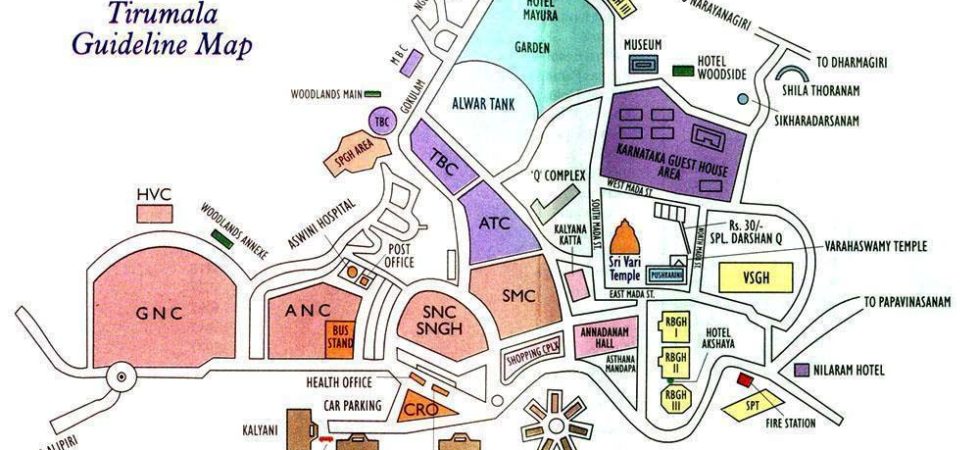 Tirumala
Guideline Map
HOTEL
MAYURA
GARDEN
RBGH III
NARAYANAGIRI
MUSEUM
HOTEL
WOODSIDE
TO DHARMAGIRI
SHILA THORANAM
SIKHARADARSANAM
MBC
GOKULAM
WOODLANDS MAIN
TBC
SPGH AREA
ALWAR TANK
TBC
ATC
'Q' COMPLEX
KARNATAKA GUEST HOUSE
AREA
WEST MADA ST.
SOUTH MADA ST.
NORTH MADA ST
EAST MADA ST.
Rs. 30/-
SPL. DARSHAN Q
VARAHASWAMY TEMPLE
Sri Vari
Temple
PUSHKARINI
VSGH
KALYANA
KATTA
HVC
WOODLANDS ANNEXE
ASWINI HOSPITAL
POST
OFFICE
GNC
ANC
BUS
STAND
SNC
SNGH
SMC
SHOPPING CPLX
ANNADANAM
HALL
ASTHANA
MANDAPA
RBGH
I
RBGH
II
RBGH
III
HOTEL
AKSHAYA
TO PAPAVINASANAM
NILARAM HOTEL
SPT
FIRE STATION
HEALTH OFFICE
CAR PARKING
CRO
KALYANI
ALIPIRI